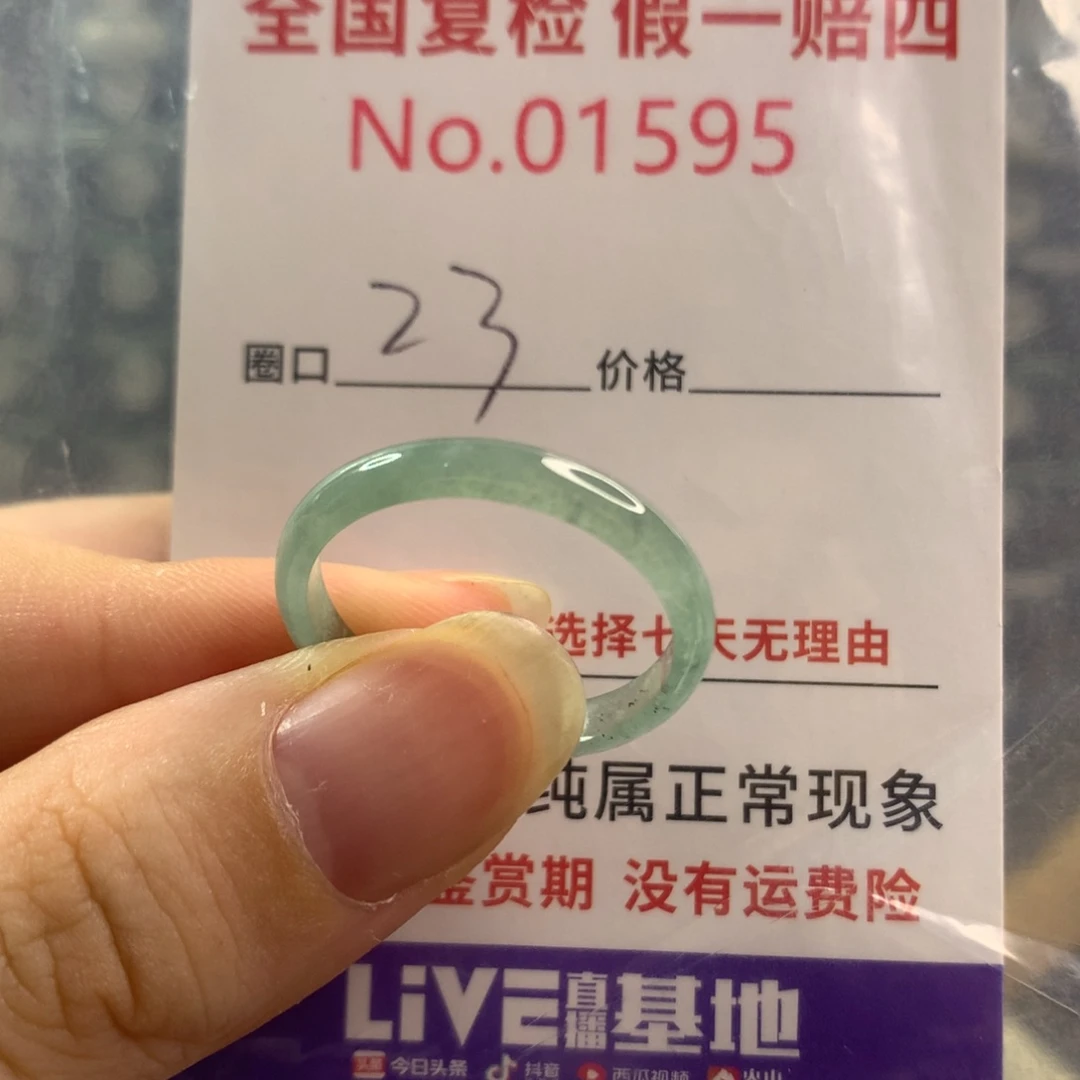 全国复检 假一赔四
No.01595
圈口 23 价格
选择七天无理由
纯属正常现象
鉴赏期 没有运费险
LiVE直播基地
头条 今日头条 抖音 西瓜视频 火山